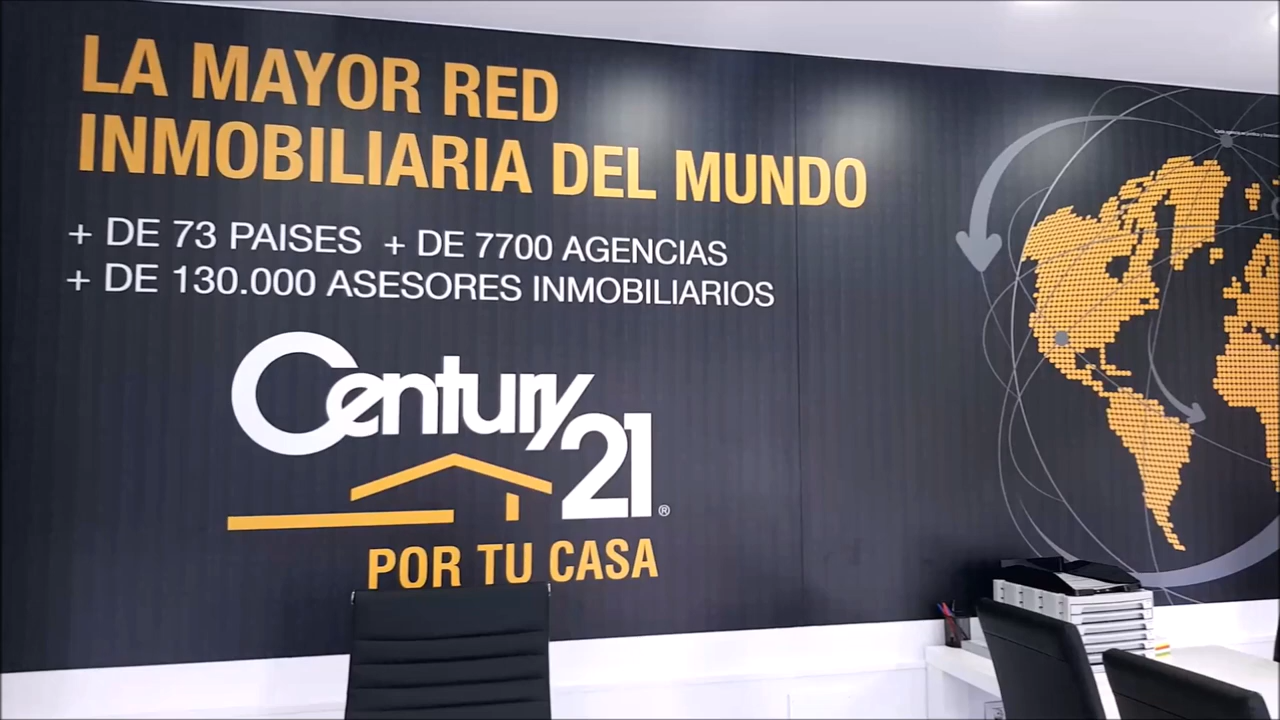 LA MAYOR RED
INMOBILIARIA DEL MUNDO
+ DE 73 PAISES + DE 7700 AGENCIAS
+ DE 130.000 ASESORES INMOBILIARIOS
Century
21®
POR TU CASA